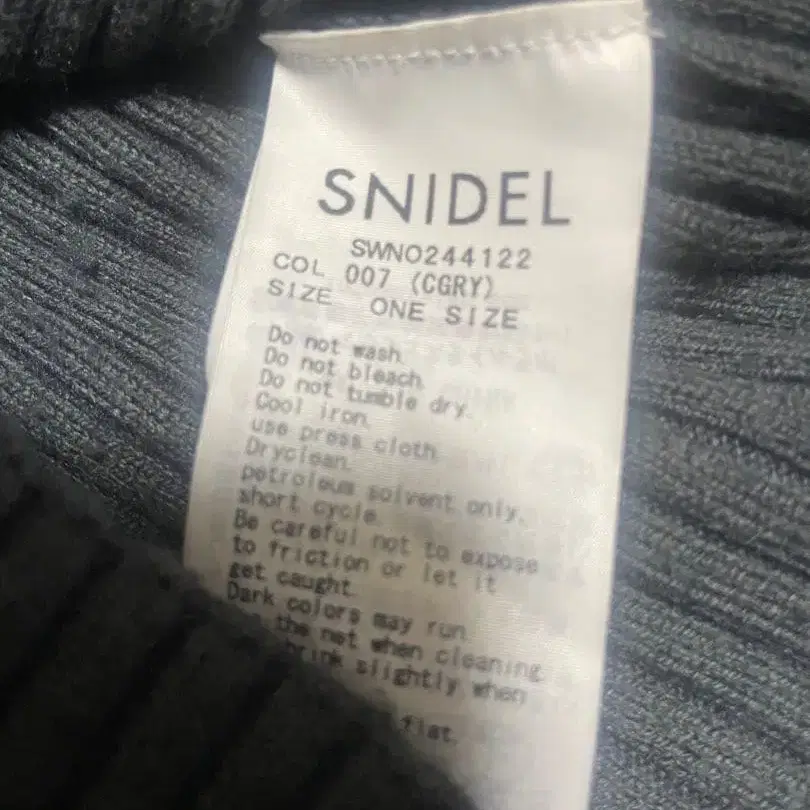 SNIDEL
SWNO244122
COL 007 (CGRY)
SIZE ONE SIZE
Do not wash.
Do not bleach.
Do not tumble dry.
Cool iron.
use press cloth.
Dryclean.
petroleum solvent only.
short cycle.
Be careful not to expose
to friction or let it
get caught.
Dark colors may run.
the net when cleaning
slightly when
flat.